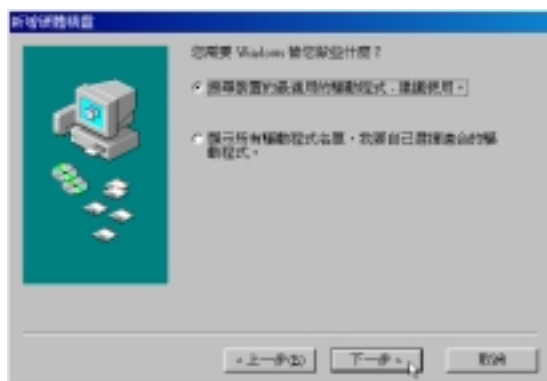 新增硬體精靈
您需要 Windows 替您做些什麼？
搜尋裝置的最適用的驅動程式，建議使用。
顯示所有驅動程式名單，我要自己選擇適合的驅
動程式。
<上一步(B)
下一步 >
取消